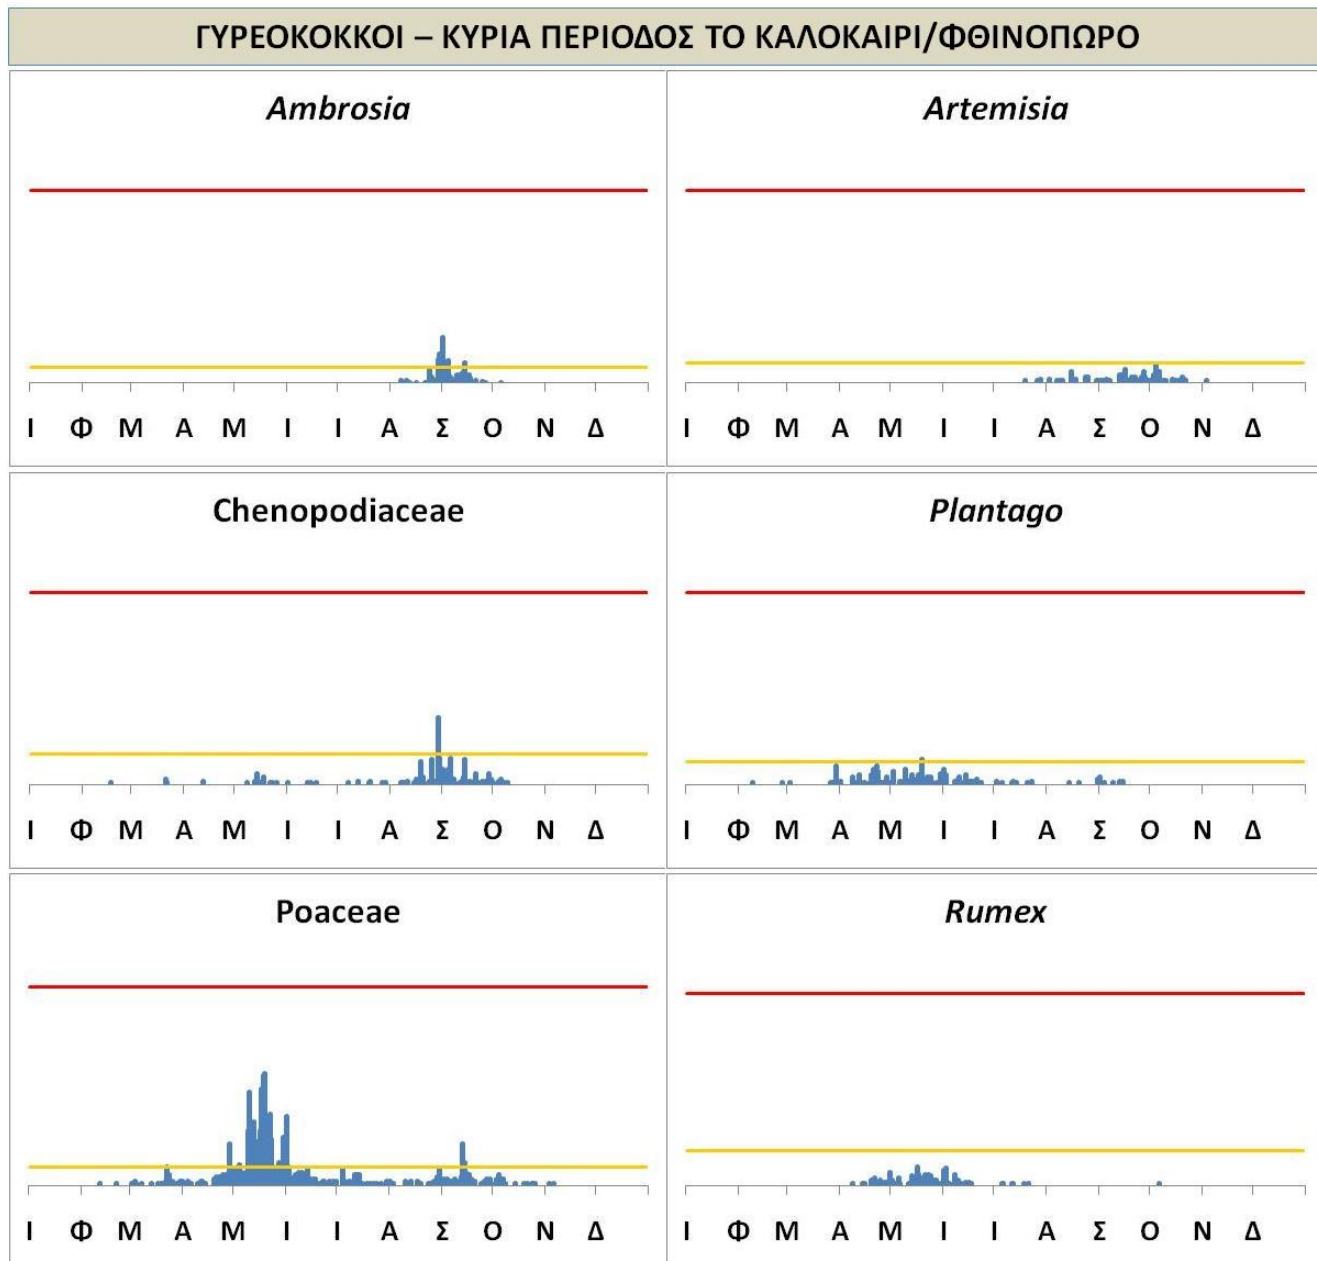 ΓΥΡΕΟΚΟΚΚΟΙ – ΚΥΡΙΑ ΠΕΡΙΟΔΟΣ ΤΟ ΚΑΛΟΚΑΙΡΙ/ΦΘΙΝΟΠΩΡΟ
Ambrosia
Ι Φ Μ Α Μ Ι Ι Α Σ Ο Ν Δ
Artemisia
Ι Φ Μ Α Μ Ι Ι Α Σ Ο Ν Δ
Chenopodiaceae
Ι Φ Μ Α Μ Ι Ι Α Σ Ο Ν Δ
Plantago
Ι Φ Μ Α Μ Ι Ι Α Σ Ο Ν Δ
Poaceae
Ι Φ Μ Α Μ Ι Ι Α Σ Ο Ν Δ
Rumex
Ι Φ Μ Α Μ Ι Ι Α Σ Ο Ν Δ